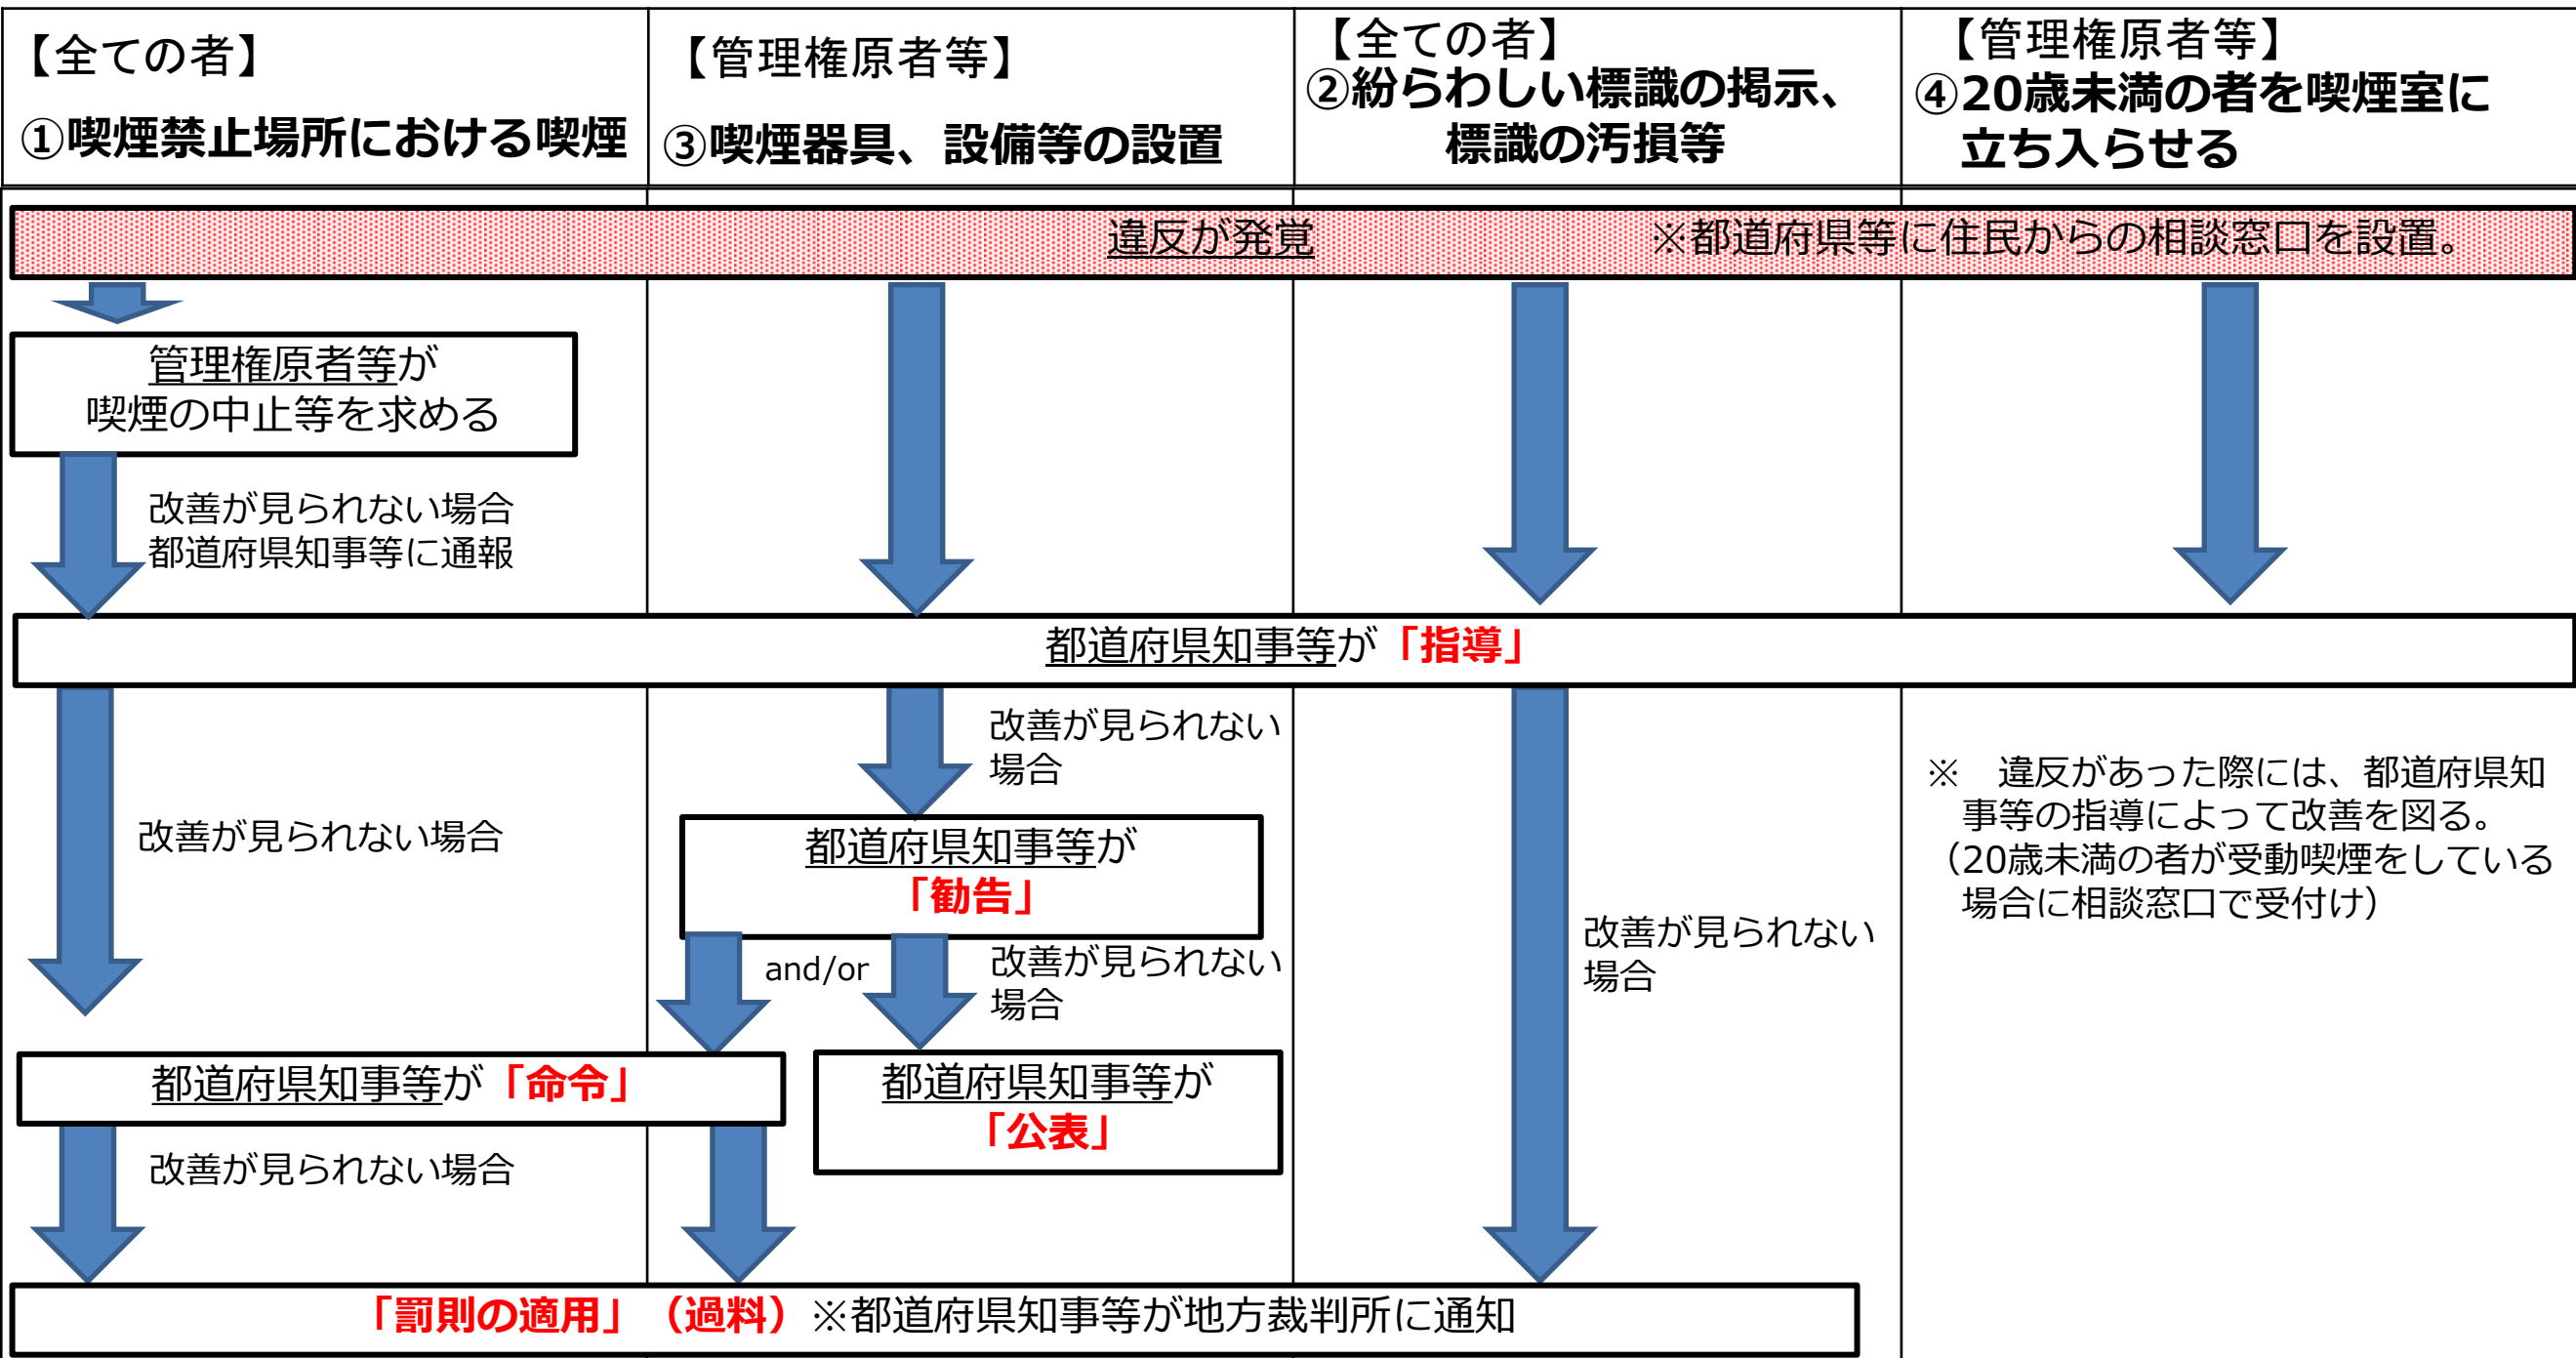 【全ての者】
①喫煙禁止場所における喫煙
【管理権原者等】
③喫煙器具、設備等の設置
【全ての者】
②紛らわしい標識の掲示、
標識の汚損等
【管理権原者等】
④20歳未満の者を喫煙室に
立ち入らせる
違反が発覚 ※都道府県等に住民からの相談窓口を設置。
管理権原者等が
喫煙の中止等を求める
改善が見られない場合
都道府県知事等に通報
都道府県知事等が「指導」
改善が見られない場合
改善が見られない
場合
都道府県知事等が
「勧告」
and/or
改善が見られない
場合
都道府県知事等が「命令」
都道府県知事等が
「公表」
改善が見られない場合
改善が見られない
場合
※ 違反があった際には、都道府県知
事等の指導によって改善を図る。
（20歳未満の者が受動喫煙をしている
場合に相談窓口で受付け）
「罰則の適用」（過料）※都道府県知事等が地方裁判所に通知